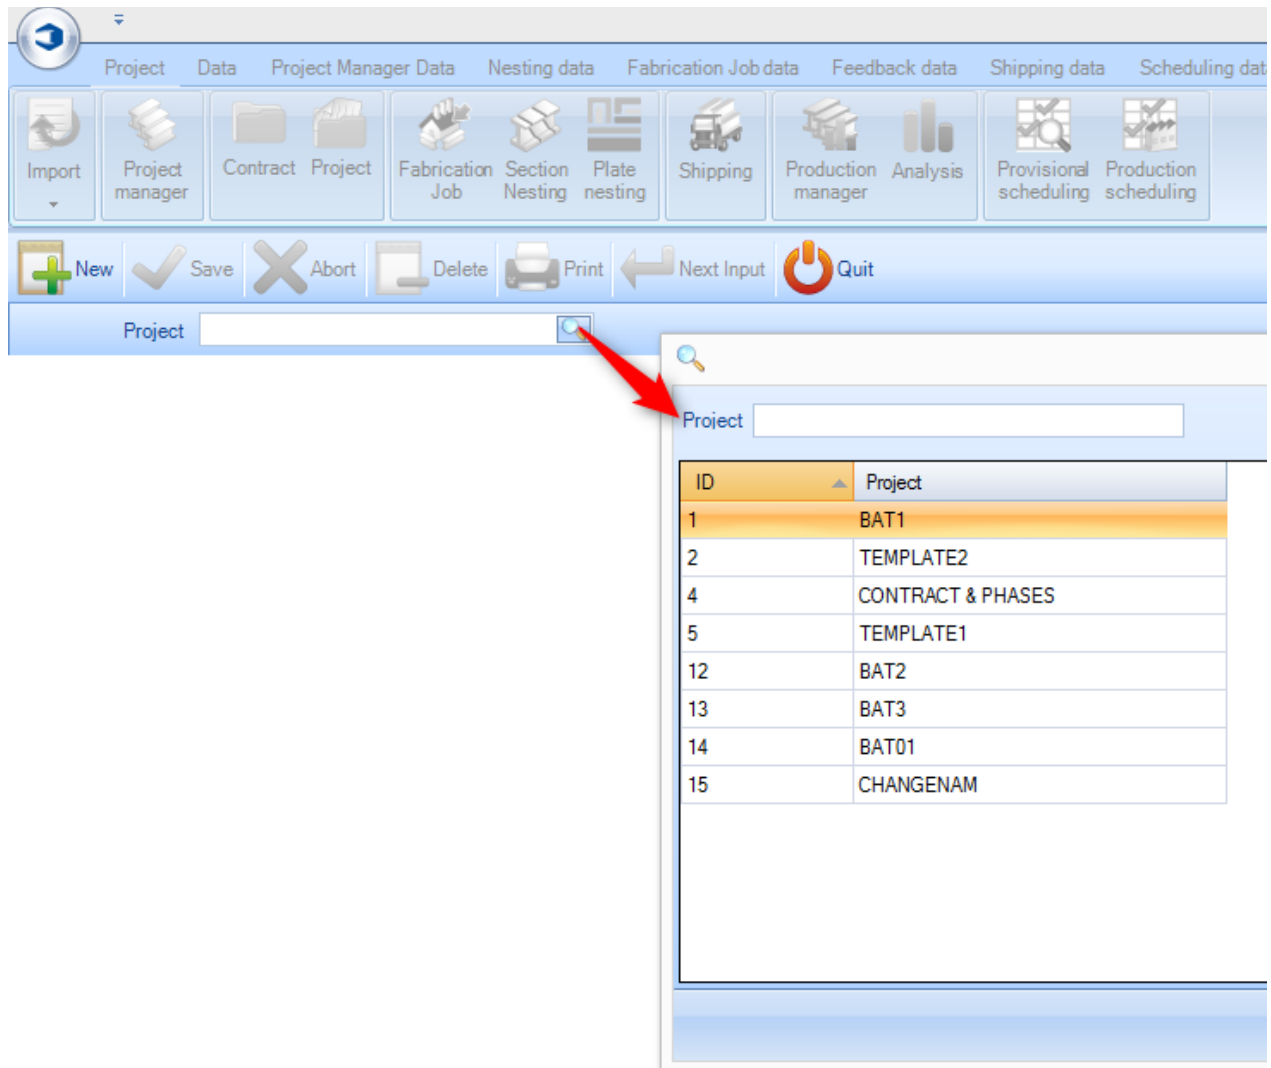 Project Data Project Manager Data Nesting data Fabrication Job data Feedback data Shipping data Scheduling dat
Import Project manager Contract Project Fabrication Job Section Nesting Plate nesting Shipping Production manager Analysis Provisional scheduling Production scheduling
New Save Abort Delete Print Next Input Quit
Project
Project
ID Project
1 BAT1
2 TEMPLATE2
4 CONTRACT & PHASES
5 TEMPLATE1
12 BAT2
13 BAT3
14 BAT01
15 CHANGENAM